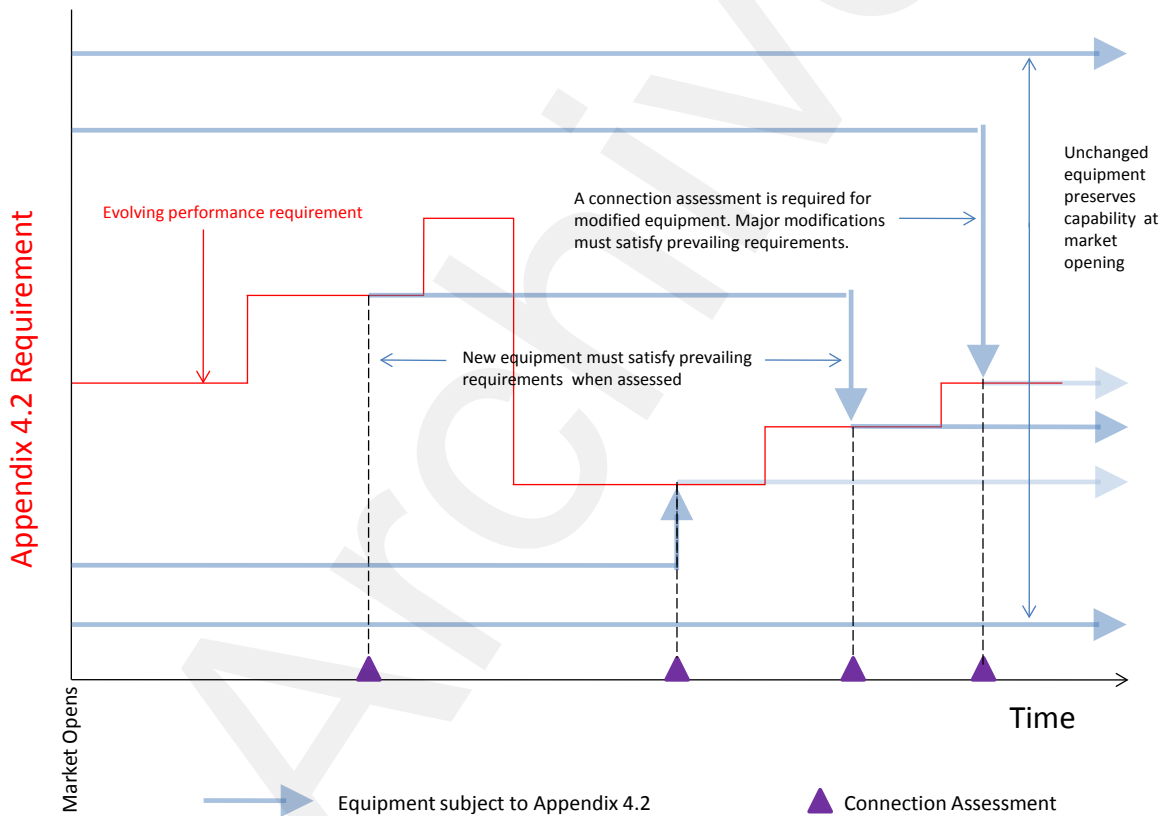 Evolving performance requirement
A connection assessment is required for
modified equipment. Major modifications
must satisfy prevailing requirements.
Unchanged
equipment
preserves
capability at
market
opening
New equipment must satisfy prevailing
requirements when assessed
Appendix 4.2 Requirement
Market Opens
Time
Equipment subject to Appendix 4.2
Connection Assessment
Archive